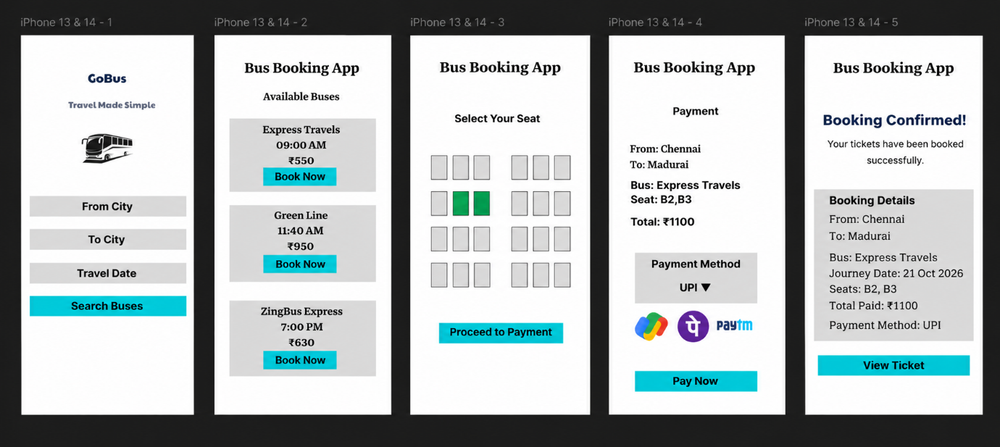 iPhone 13 & 14 - 1
GoBus
Travel Made Simple
From City
To City
Travel Date
Search Buses
iPhone 13 & 14 - 2
Bus Booking App
Available Buses
Express Travels
09:00 AM
₹550
Book Now
Green Line
11:40 AM
₹950
Book Now
ZingBus Express
7:00 PM
₹630
Book Now
iPhone 13 & 14 - 3
Bus Booking App
Select Your Seat
Proceed to Payment
iPhone 13 & 14 - 4
Bus Booking App
Payment
From: Chennai
To: Madurai
Bus: Express Travels
Seat: B2,B3
Total: ₹1100
Payment Method
UPI ▼
पे
paytm
Pay Now
iPhone 13 & 14 - 5
Bus Booking App
Booking Confirmed!
Your tickets have been booked
successfully.
Booking Details
From: Chennai
To: Madurai
Bus: Express Travels
Journey Date: 21 Oct 2026
Seats: B2, B3
Total Paid: ₹1100
Payment Method: UPI
View Ticket